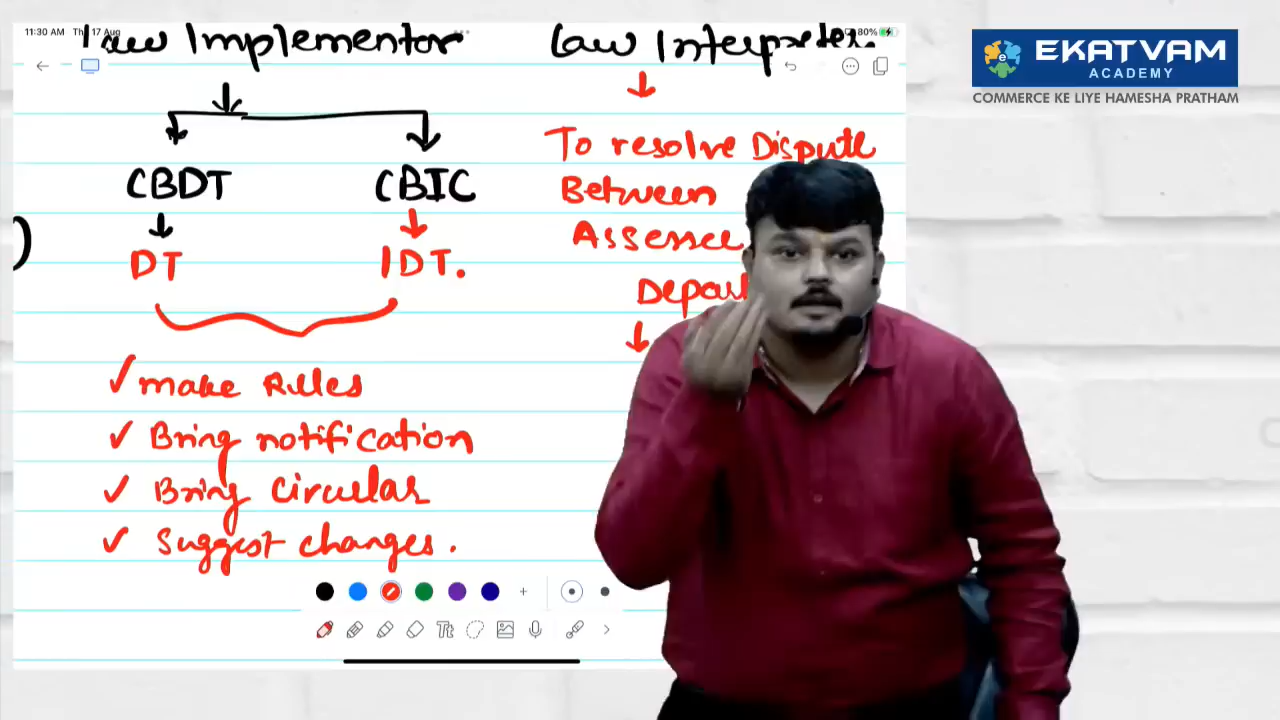 11:30 AM Thu 17 Aug
80%
Law Implementor
Law Interpreter.
CBDT
CBIC
DT
IDT.
✓ make Rules
✓ Bring notification
✓ Bring Circular
✓ Suggest changes.
To resolve Dispute
Between
Assessee
)
Tt
EKATVAM
ACADEMY
COMMERCE KE LIYE HAMESHA PRATHAM